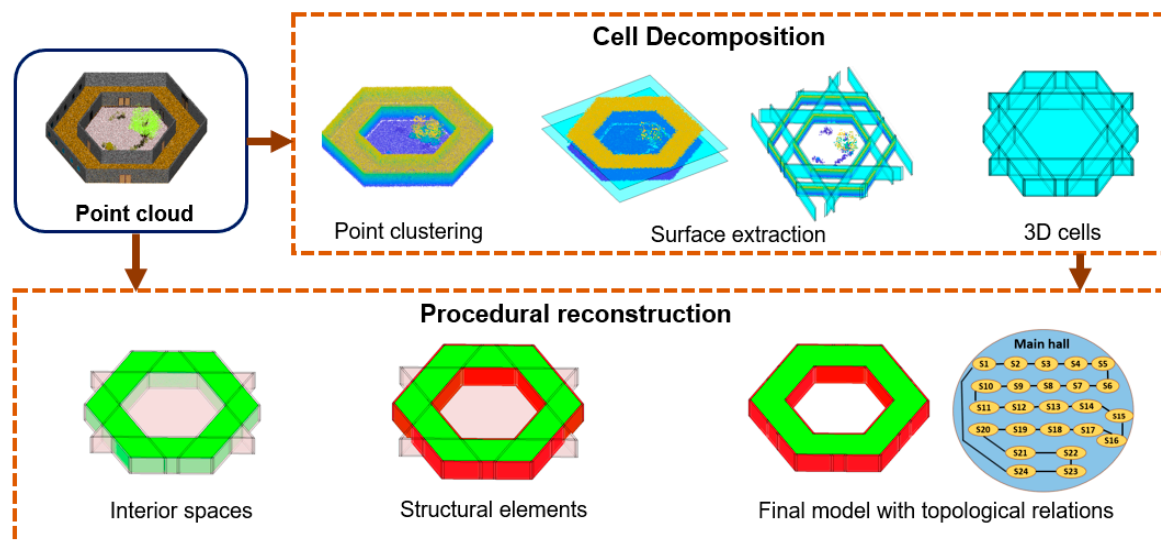 Cell Decomposition
Point cloud
Point clustering
Surface extraction
3D cells
Procedural reconstruction
Main hall
S1 S2 S3 S4 S5
S10 S9 S8 S7 S6
S11 S12 S13 S14 S15
S20 S19 S18 S17 S16
S21 S22
S24 S23
Interior spaces
Structural elements
Final model with topological relations